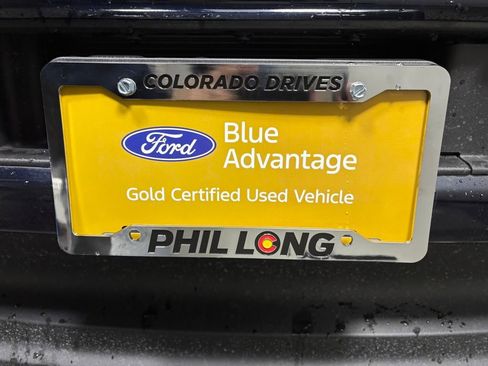 COLORADO DRIVES
Ford
Blue
Advantage
Gold Certified Used Vehicle
PHIL LONG